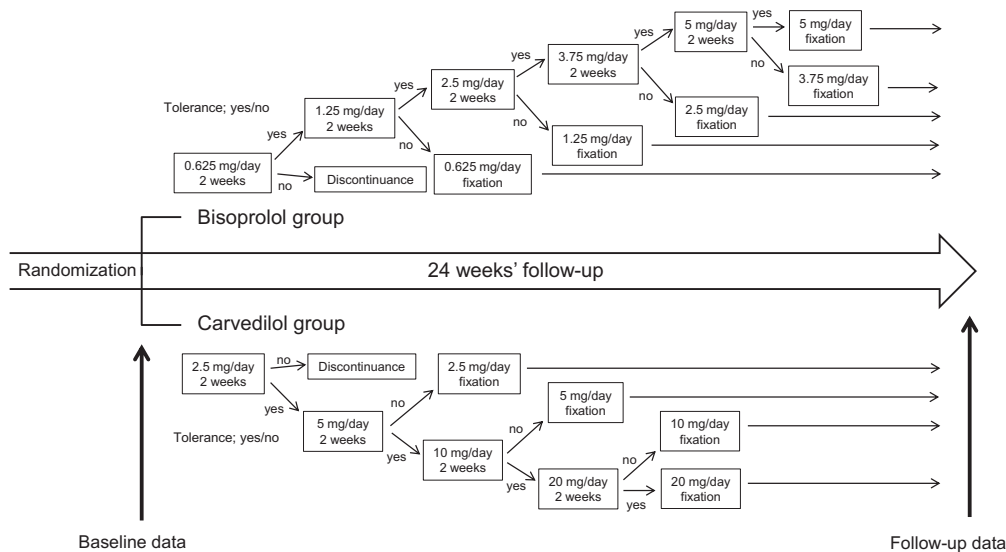 5 mg/day
2 weeks
yes
5 mg/day
fixation
yes
no
3.75 mg/day
2 weeks
3.75 mg/day
fixation
yes
no
2.5 mg/day
2 weeks
2.5 mg/day
fixation
yes
no
Tolerance; yes/no
1.25 mg/day
2 weeks
1.25 mg/day
fixation
yes
no
0.625 mg/day
2 weeks
no
Discontinuance
0.625 mg/day
fixation
Bisoprolol group
Randomization
24 weeks' follow-up
Carvedilol group
2.5 mg/day
2 weeks
no
Discontinuance
2.5 mg/day
fixation
yes
no
5 mg/day
2 weeks
5 mg/day
fixation
Tolerance; yes/no
yes
no
10 mg/day
2 weeks
10 mg/day
fixation
yes
no
20 mg/day
2 weeks
yes
20 mg/day
fixation
Baseline data
Follow-up data